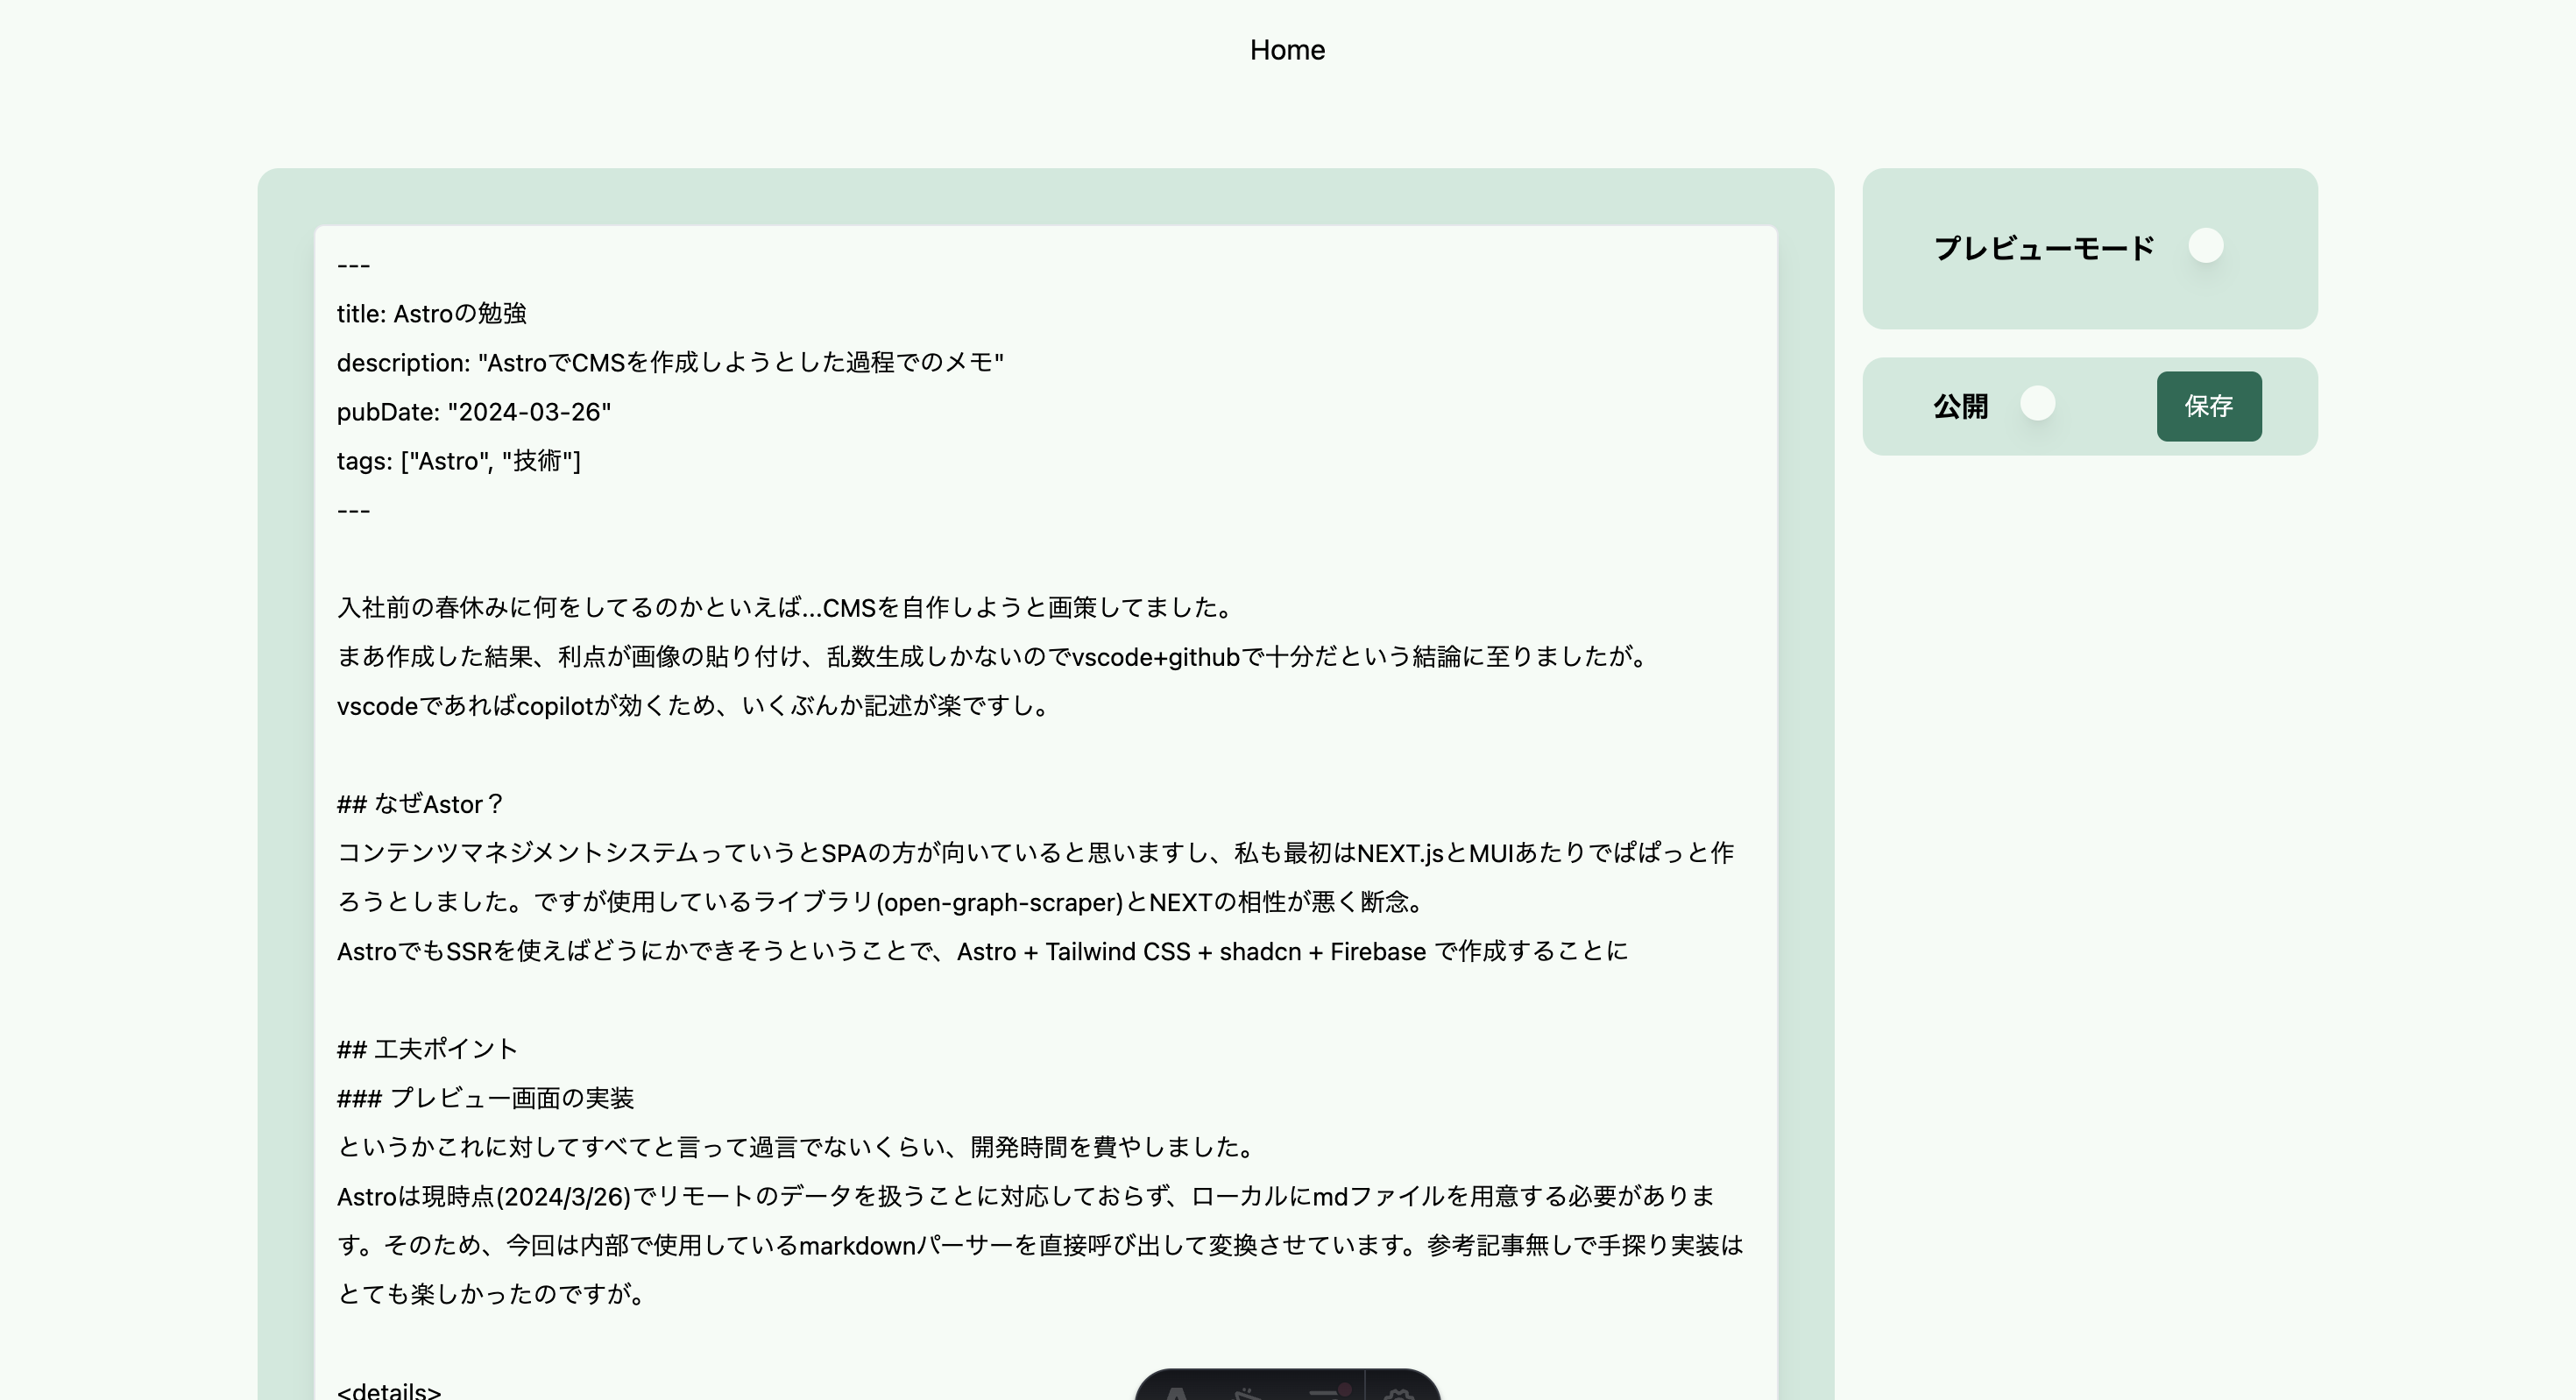 Home
---
title: Astroの勉強
description: "AstroでCMSを作成しようとした過程でのメモ"
pubDate: "2024-03-26"
tags: ["Astro", "技術"]
---
入社前の春休みに何をしてるのかといえば...CMSを自作しようと画策してました。
まあ作成した結果、利点が画像の貼り付け、乱数生成しかないのでvscode+githubで十分だという結論に至りましたが。
vscodeであればcopilotが効くため、いくぶんか記述が楽ですし。
## なぜAstor？
コンテンツマネジメントシステムっていうとSPAの方が向いていると思いますし、私も最初はNEXT.jsとMUIあたりでぱぱっと作
ろうとしました。ですが使用しているライブラリ(open-graph-scraper)とNEXTの相性が悪く断念。
AstroでもSSRを使えばどうにかできそうということで、Astro + Tailwind CSS + shadcn + Firebase で作成することに
## 工夫ポイント
### プレビュー画面の実装
というかこれに対してすべてと言って過言でないくらい、開発時間を費やしました。
Astroは現時点(2024/3/26)でリモートのデータを扱うことに対応しておらず、ローカルにmdファイルを用意する必要がありま
す。そのため、今回は内部で使用しているmarkdownパーサーを直接呼び出して変換させています。参考記事無しで手探り実装は
とても楽しかったのですが。
<details>
プレビューモード
公開
保存